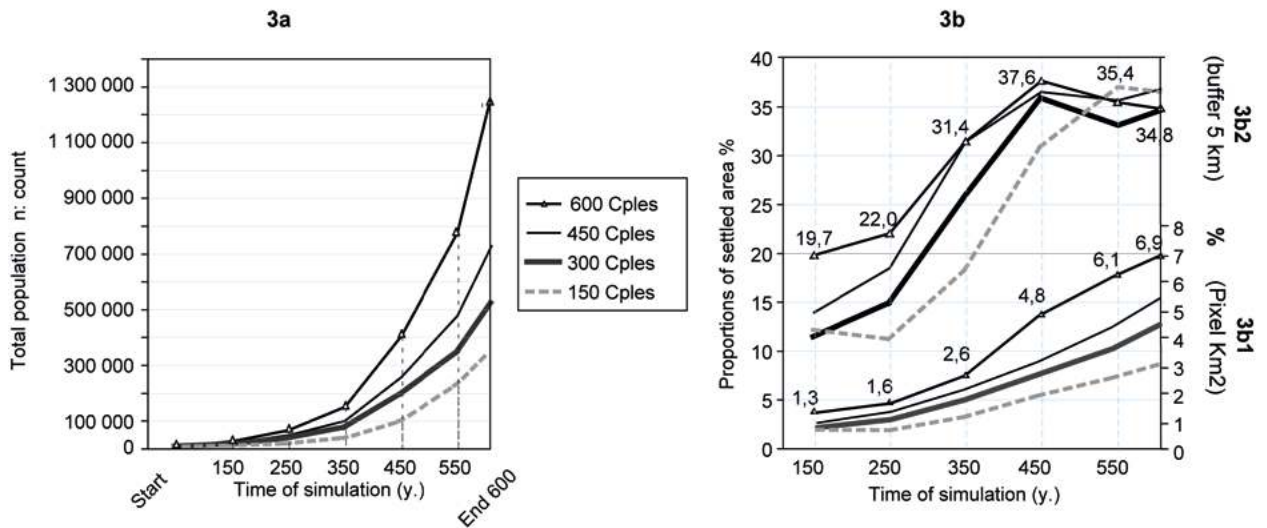 3a
Total population n: count
1 300 000
1 100 000
900 000
700 000
500 000
300 000
100 000
0
Start
150
250
350
450
550
End 600
Time of simulation (y.)
600 Cples
450 Cples
300 Cples
150 Cples
3b
Proportions of settled area %
40
35
30
25
20
15
10
5
0
19,7
22,0
31,4
37,6
35,4
34,8
1,3
1,6
2,6
4,8
6,1
6,9
150
250
350
450
550
Time of simulation (y.)
8
7
6
5
4
3
2
1
0
3b2
(buffer 5 km)
%
3b1
(Pixel Km2)